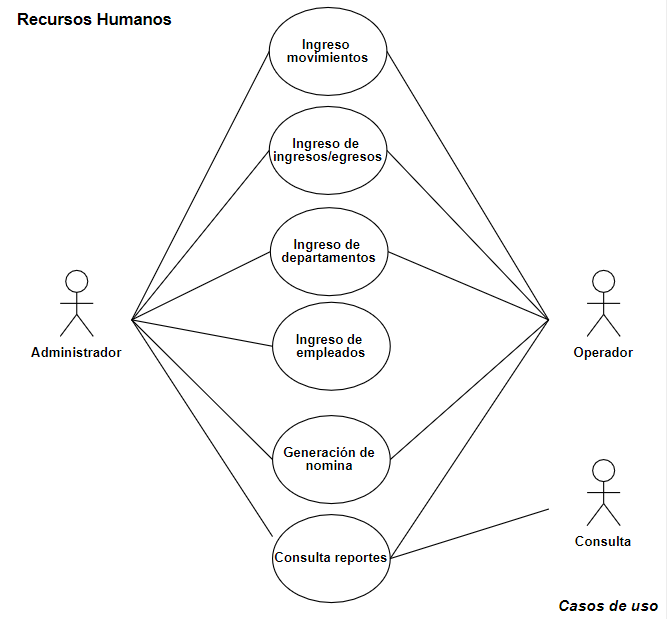 Recursos Humanos
Ingreso
movimientos
Ingreso de
ingresos/egresos
Ingreso de
departamentos
Administrador
Operador
Ingreso de
empleados
Generación de
nomina
Consulta
Consulta reportes
Casos de uso